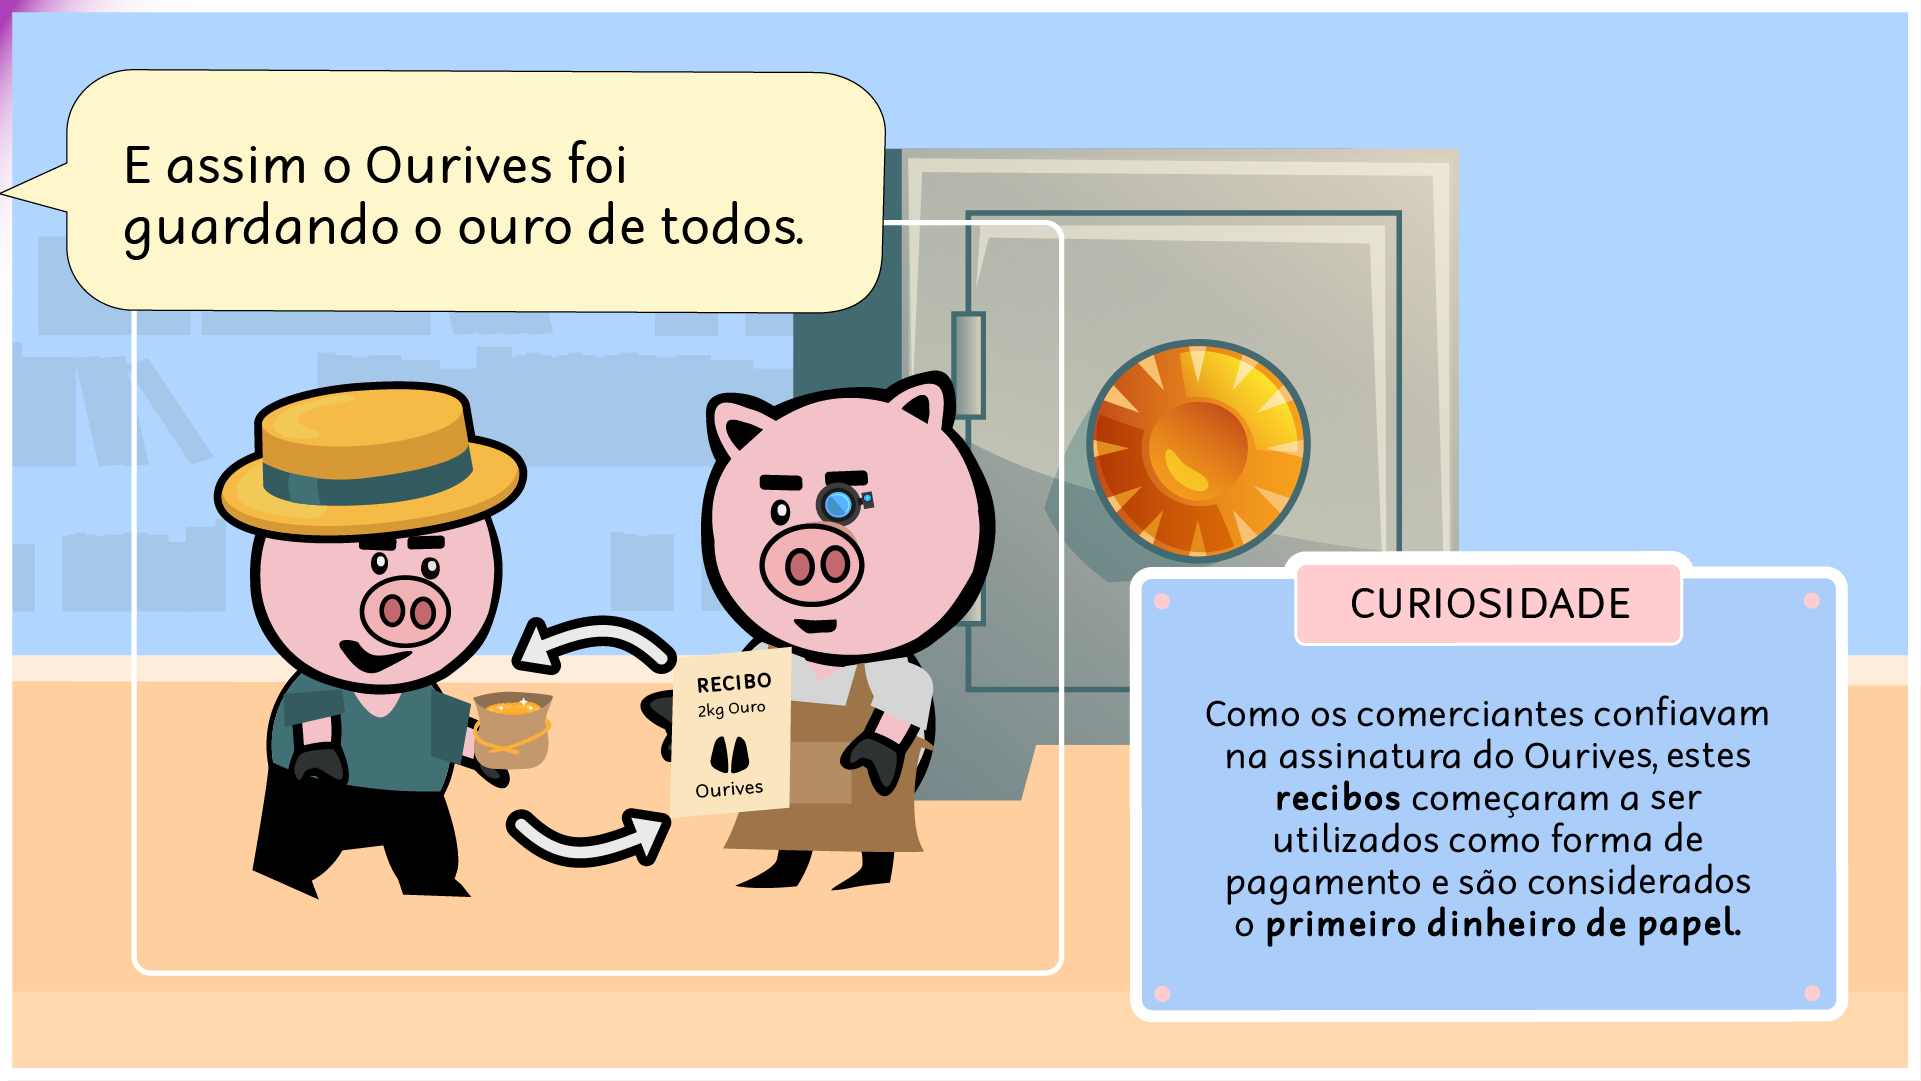 E assim o Ourives foi
guardando o ouro de todos.
RECIBO
2kg Ouro
Ourives
CURIOSIDADE
Como os comerciantes confiavam
na assinatura do Ourives, estes
recibos começaram a ser
utilizados como forma de
pagamento e são considerados
o primeiro dinheiro de papel.